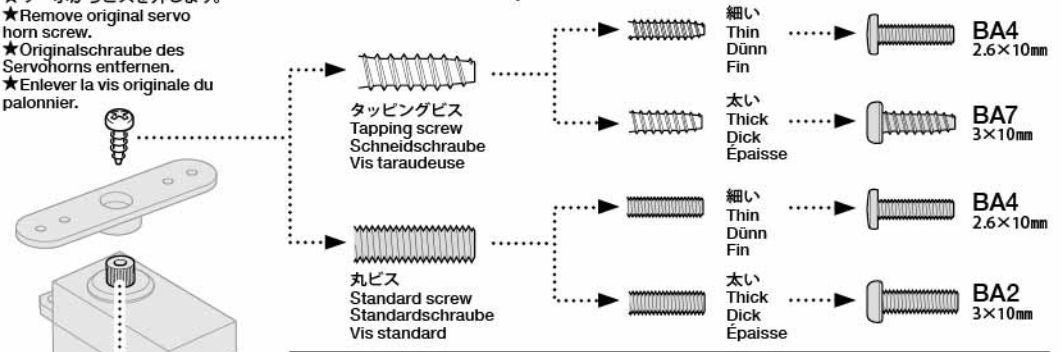 ★Remove original servo
horn screw.
★Originalschraube des
Servohorns entfernen.
★Enlever la vis originale du
palonnier.
タッピングビス
Tapping screw
Schneidschraube
Vis taraudeuse
細い
Thin
Dünn
Fin
BA4
2.6×10mm
太い
Thick
Dick
Épaisse
BA7
3×10mm
丸ビス
Standard screw
Standardschraube
Vis standard
細い
Thin
Dünn
Fin
BA4
2.6×10mm
太い
Thick
Dick
Épaisse
BA2
3×10mm